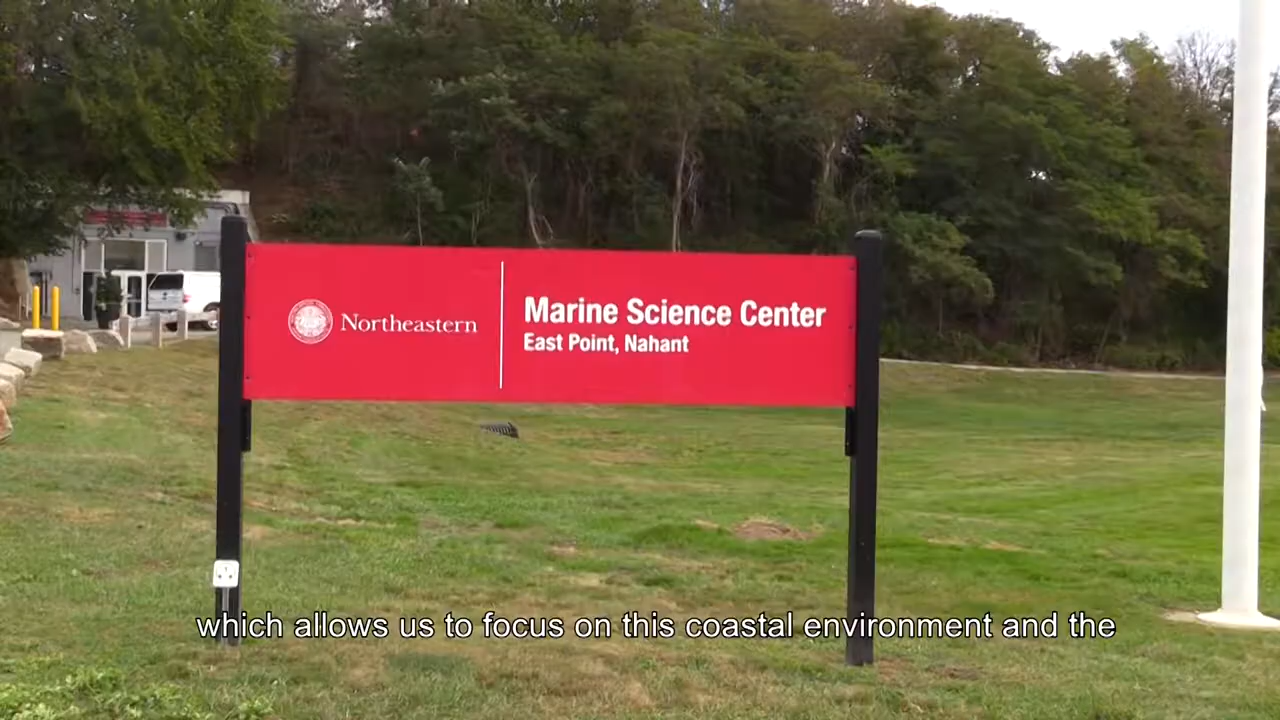 Northeastern
Marine Science Center
East Point, Nahant
which allows us to focus on this coastal environment and the